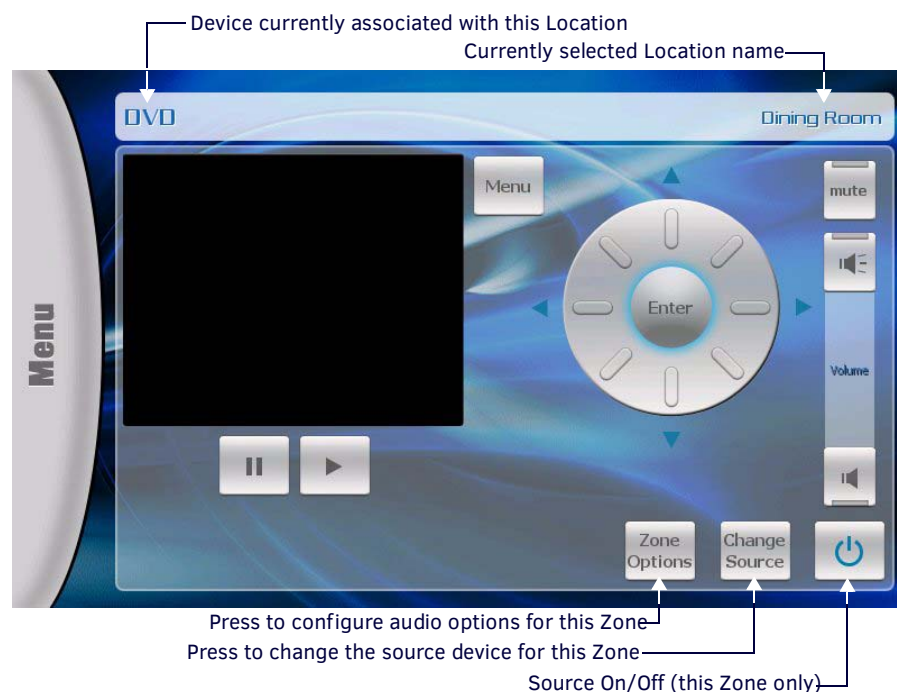 Device currently associated with this Location
Currently selected Location name
DVD
Dining Room
Menu
mute
Enter
Menu
Volume
Zone
Options
Change
Source
Press to configure audio options for this Zone
Press to change the source device for this Zone
Source On/Off (this Zone only)